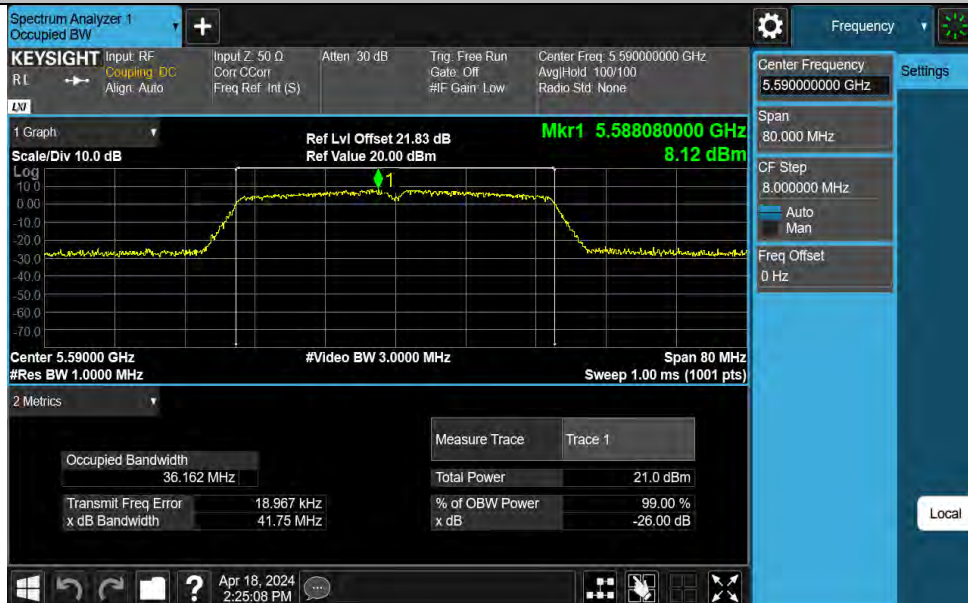 Spectrum Analyzer 1
Occupied BW
+
Frequency
KEYSIGHT
RL
LXI
Input: RF
Coupling: DC
Align: Auto
Input Z: 50 Ω
Corr CCorr
Freq Ref: Int (S)
Atten: 30 dB
Trig: Free Run
Gate: Off
#IF Gain: Low
Center Freq: 5.590000000 GHz
Avg|Hold: 100/100
Radio Std: None
Center Frequency
5.590000000 GHz
Settings
Span
80.000 MHz
CF Step
8.000000 MHz
Auto
Man
Freq Offset
0 Hz
Local
1 Graph
Scale/Div 10.0 dB
Ref Lvl Offset 21.83 dB
Ref Value 20.00 dBm
Mkr1 5.588080000 GHz
8.12 dBm
Log
1
10.0
0.00
-10.0
-20.0
-30.0
-40.0
-50.0
-60.0
-70.0
Center 5.59000 GHz
#Video BW 3.0000 MHz
Span 80 MHz
#Res BW 1.0000 MHz
Sweep 1.00 ms (1001 pts)
2 Metrics
Measure Trace
Trace 1
Occupied Bandwidth
36.162 MHz
Total Power
21.0 dBm
Transmit Freq Error
18.967 kHz
% of OBW Power
99.00 %
x dB Bandwidth
41.75 MHz
x dB
-26.00 dB
?
Apr 18, 2024
2:25:08 PM